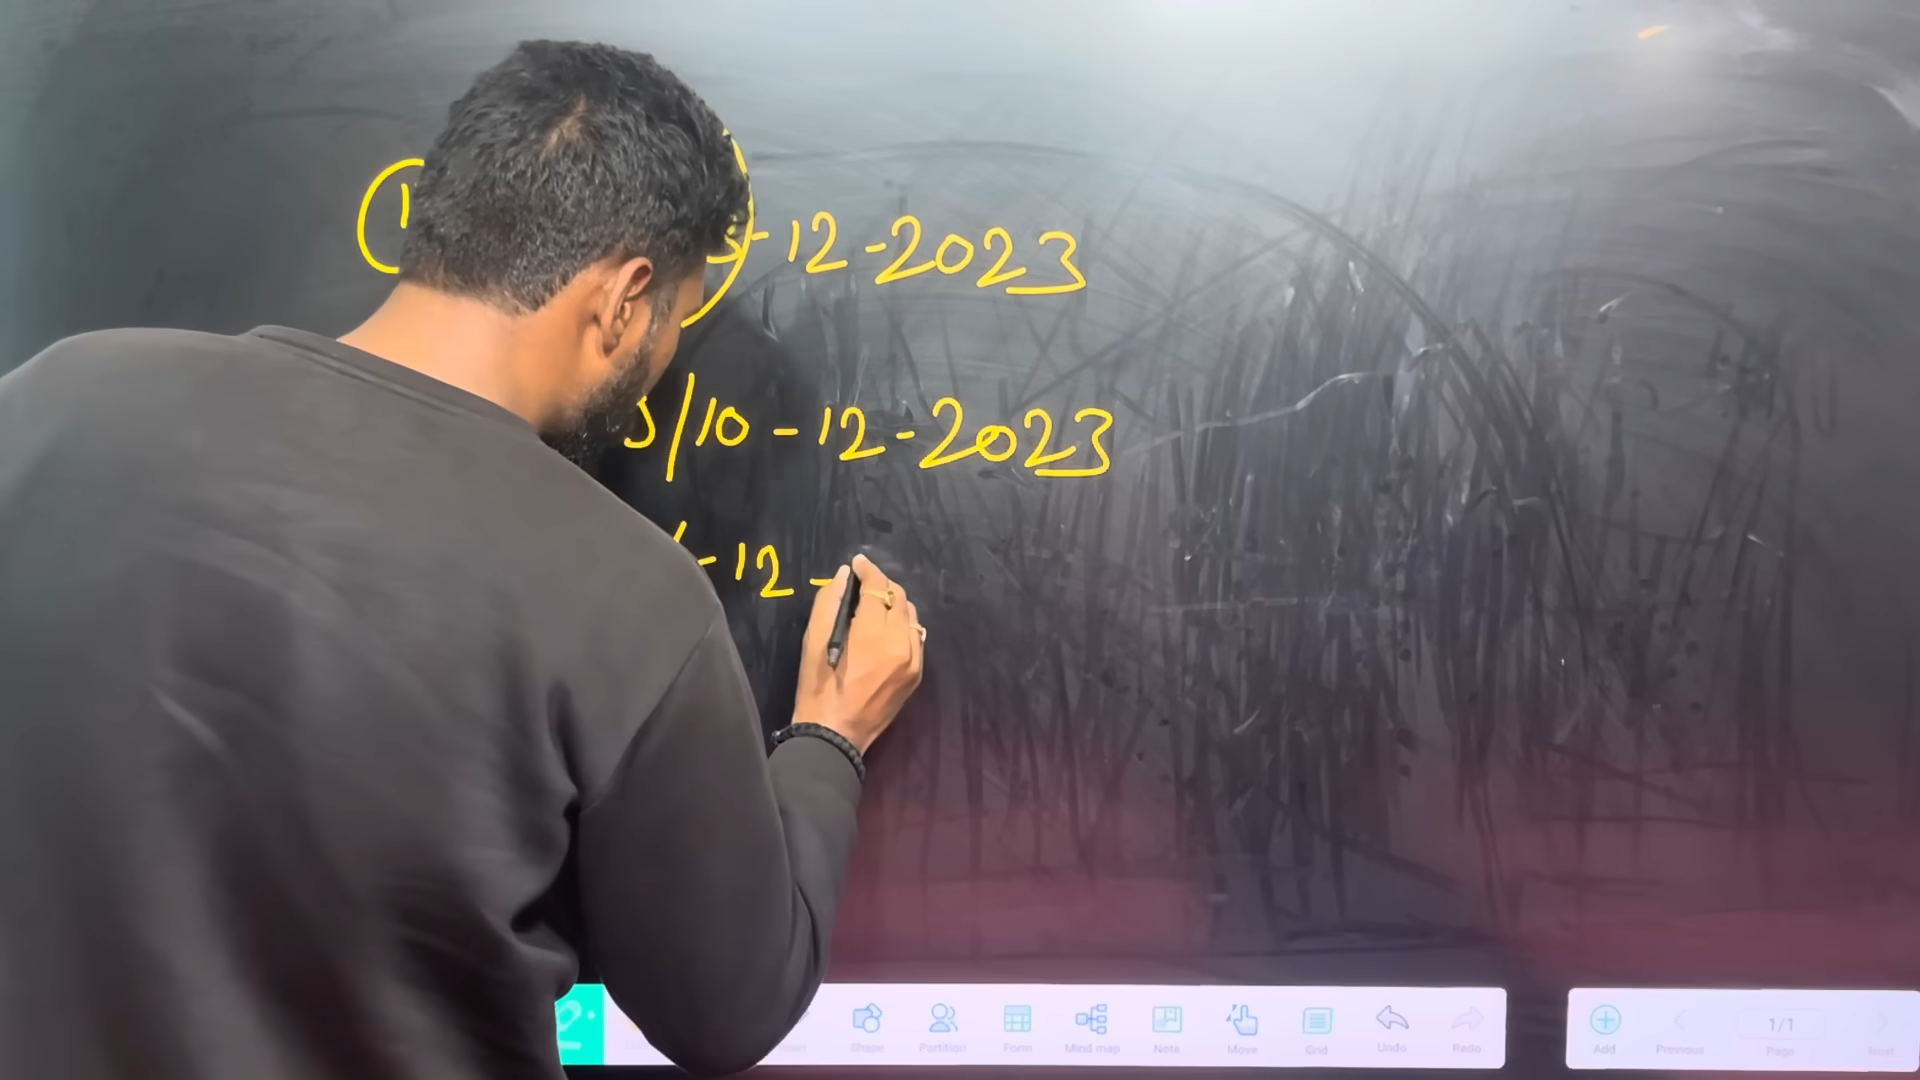 -12-2023
/10-12-2023
-12-
Shape
Partition
Form
Mind map
Note
Move
Grid
Undo
Redo
Add
Previous
1/1
Page
Next